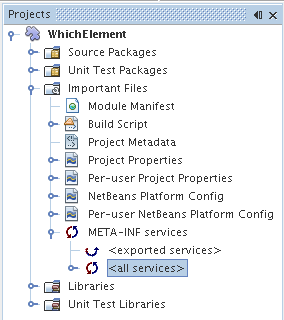 Projects
WhichElement
Source Packages
Unit Test Packages
Important Files
Module Manifest
Build Script
Project Metadata
Project Properties
Per-user Project Properties
NetBeans Platform Config
Per-user NetBeans Platform Config
META-INF services
<exported services>
<all services>
Libraries
Unit Test Libraries